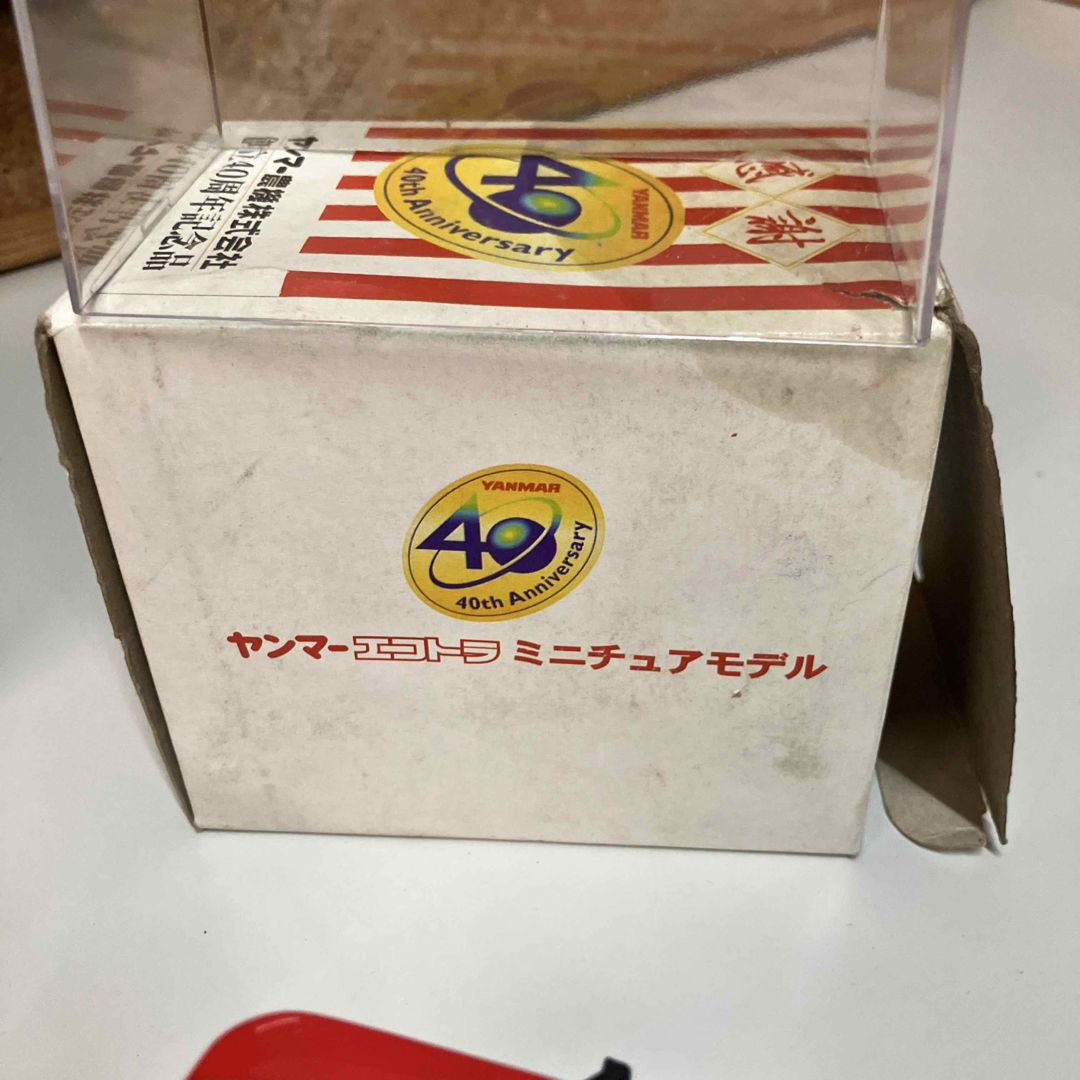 ヤンマー農機株式会社
創立40周年記念品
40
YANMAR
40th Anniversary
感
謝
YANMAR
40
40th Anniversary
ヤンマーエコトラ ミニチュアモデル